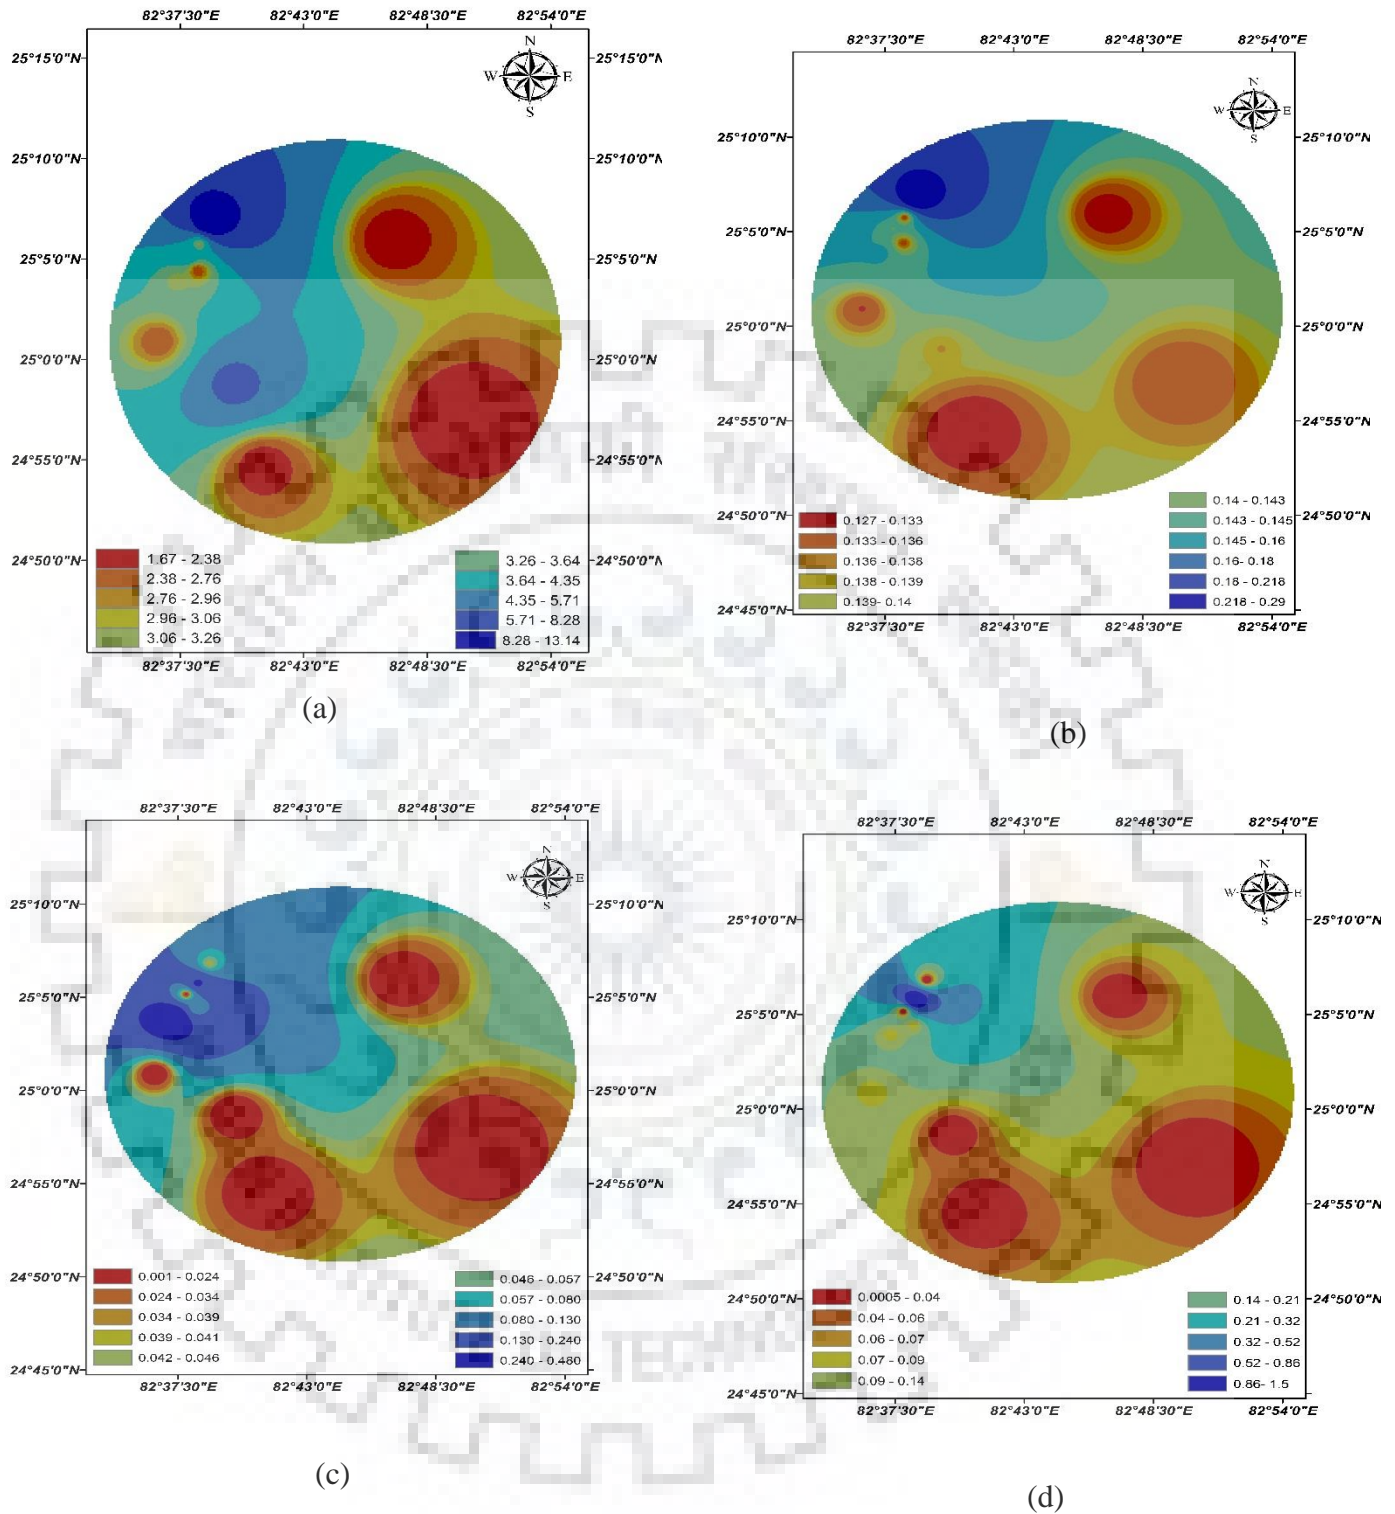 82°37'30"E 82°43'0"E 82°48'30"E 82°54'0"E
N
W E
S
25°15'0"N 25°15'0"N
25°10'0"N 25°10'0"N
25°5'0"N 25°5'0"N
25°0'0"N 25°0'0"N
24°55'0"N 24°55'0"N
24°50'0"N 24°50'0"N
1.67 - 2.38
2.38 - 2.76
2.76 - 2.96
2.96 - 3.06
3.06 - 3.26
3.26 - 3.64
3.64 - 4.35
4.35 - 5.71
5.71 - 8.28
8.28 - 13.14
82°37'30"E 82°43'0"E 82°48'30"E 82°54'0"E
(a)
82°37'30"E 82°43'0"E 82°48'30"E 82°54'0"E
N
W E
S
25°10'0"N 25°10'0"N
25°5'0"N 25°5'0"N
25°0'0"N 25°0'0"N
24°55'0"N 24°55'0"N
24°50'0"N 24°50'0"N
24°45'0"N 24°45'0"N
0.127 - 0.133
0.133 - 0.136
0.136 - 0.138
0.138 - 0.139
0.139- 0.14
0.14 - 0.143
0.143 - 0.145
0.145 - 0.16
0.16- 0.18
0.18 - 0.218
0.218 - 0.29
82°37'30"E 82°43'0"E 82°48'30"E 82°54'0"E
(b)
82°37'30"E 82°43'0"E 82°48'30"E 82°54'0"E
N
W E
S
25°10'0"N 25°10'0"N
25°5'0"N 25°5'0"N
25°0'0"N 25°0'0"N
24°55'0"N 24°55'0"N
24°50'0"N 24°50'0"N
24°45'0"N 24°45'0"N
0.001 - 0.024
0.024 - 0.034
0.034 - 0.039
0.039 - 0.041
0.042 - 0.046
0.046 - 0.057
0.057 - 0.080
0.080 - 0.130
0.130 - 0.240
0.240 - 0.480
82°37'30"E 82°43'0"E 82°48'30"E 82°54'0"E
(c)
82°37'30"E 82°43'0"E 82°48'30"E 82°54'0"E
N
W E
S
25°10'0"N 25°10'0"N
25°5'0"N 25°5'0"N
25°0'0"N 25°0'0"N
24°55'0"N 24°55'0"N
24°50'0"N 24°50'0"N
24°45'0"N 24°45'0"N
0.0005 - 0.04
0.04 - 0.06
0.06 - 0.07
0.07 - 0.09
0.09 - 0.14
0.14 - 0.21
0.21 - 0.32
0.32 - 0.52
0.52 - 0.86
0.86- 1.5
82°37'30"E 82°43'0"E 82°48'30"E 82°54'0"E
(d)